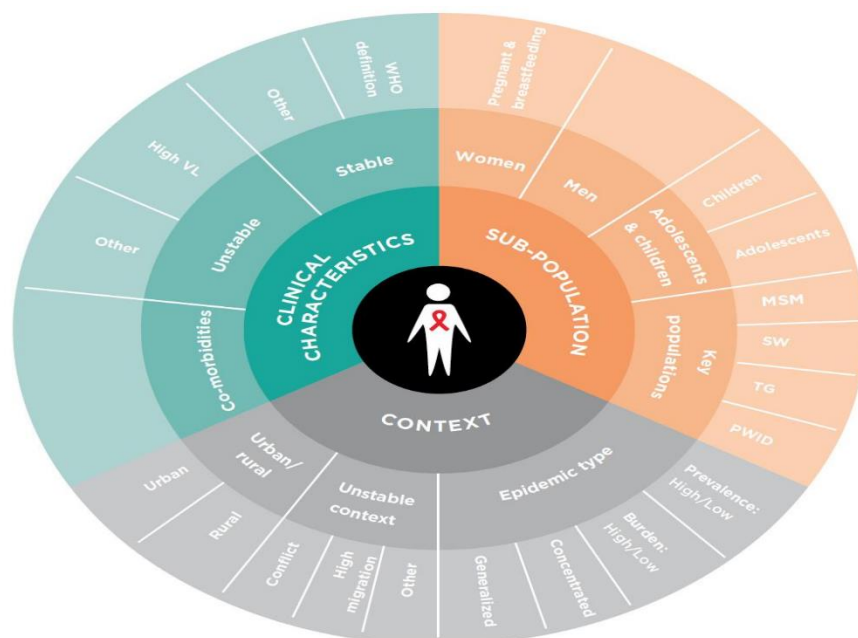 CLINICAL
CHARACTERISTICS
Stable
WHO
definition
Other
Unstable
High VL
Other
Co-morbidities
SUB-POPULATION
Women
Pregnant &
breastfeeding
Men
Adolescents
& children
Children
Adolescents
Key
populations
MSM
SW
TG
PWID
CONTEXT
Urban/
rural
Urban
Rural
Unstable
context
Conflict
High
migration
Other
Epidemic type
Generalized
Concentrated
Burden:
High/Low
Prevalence:
High/Low